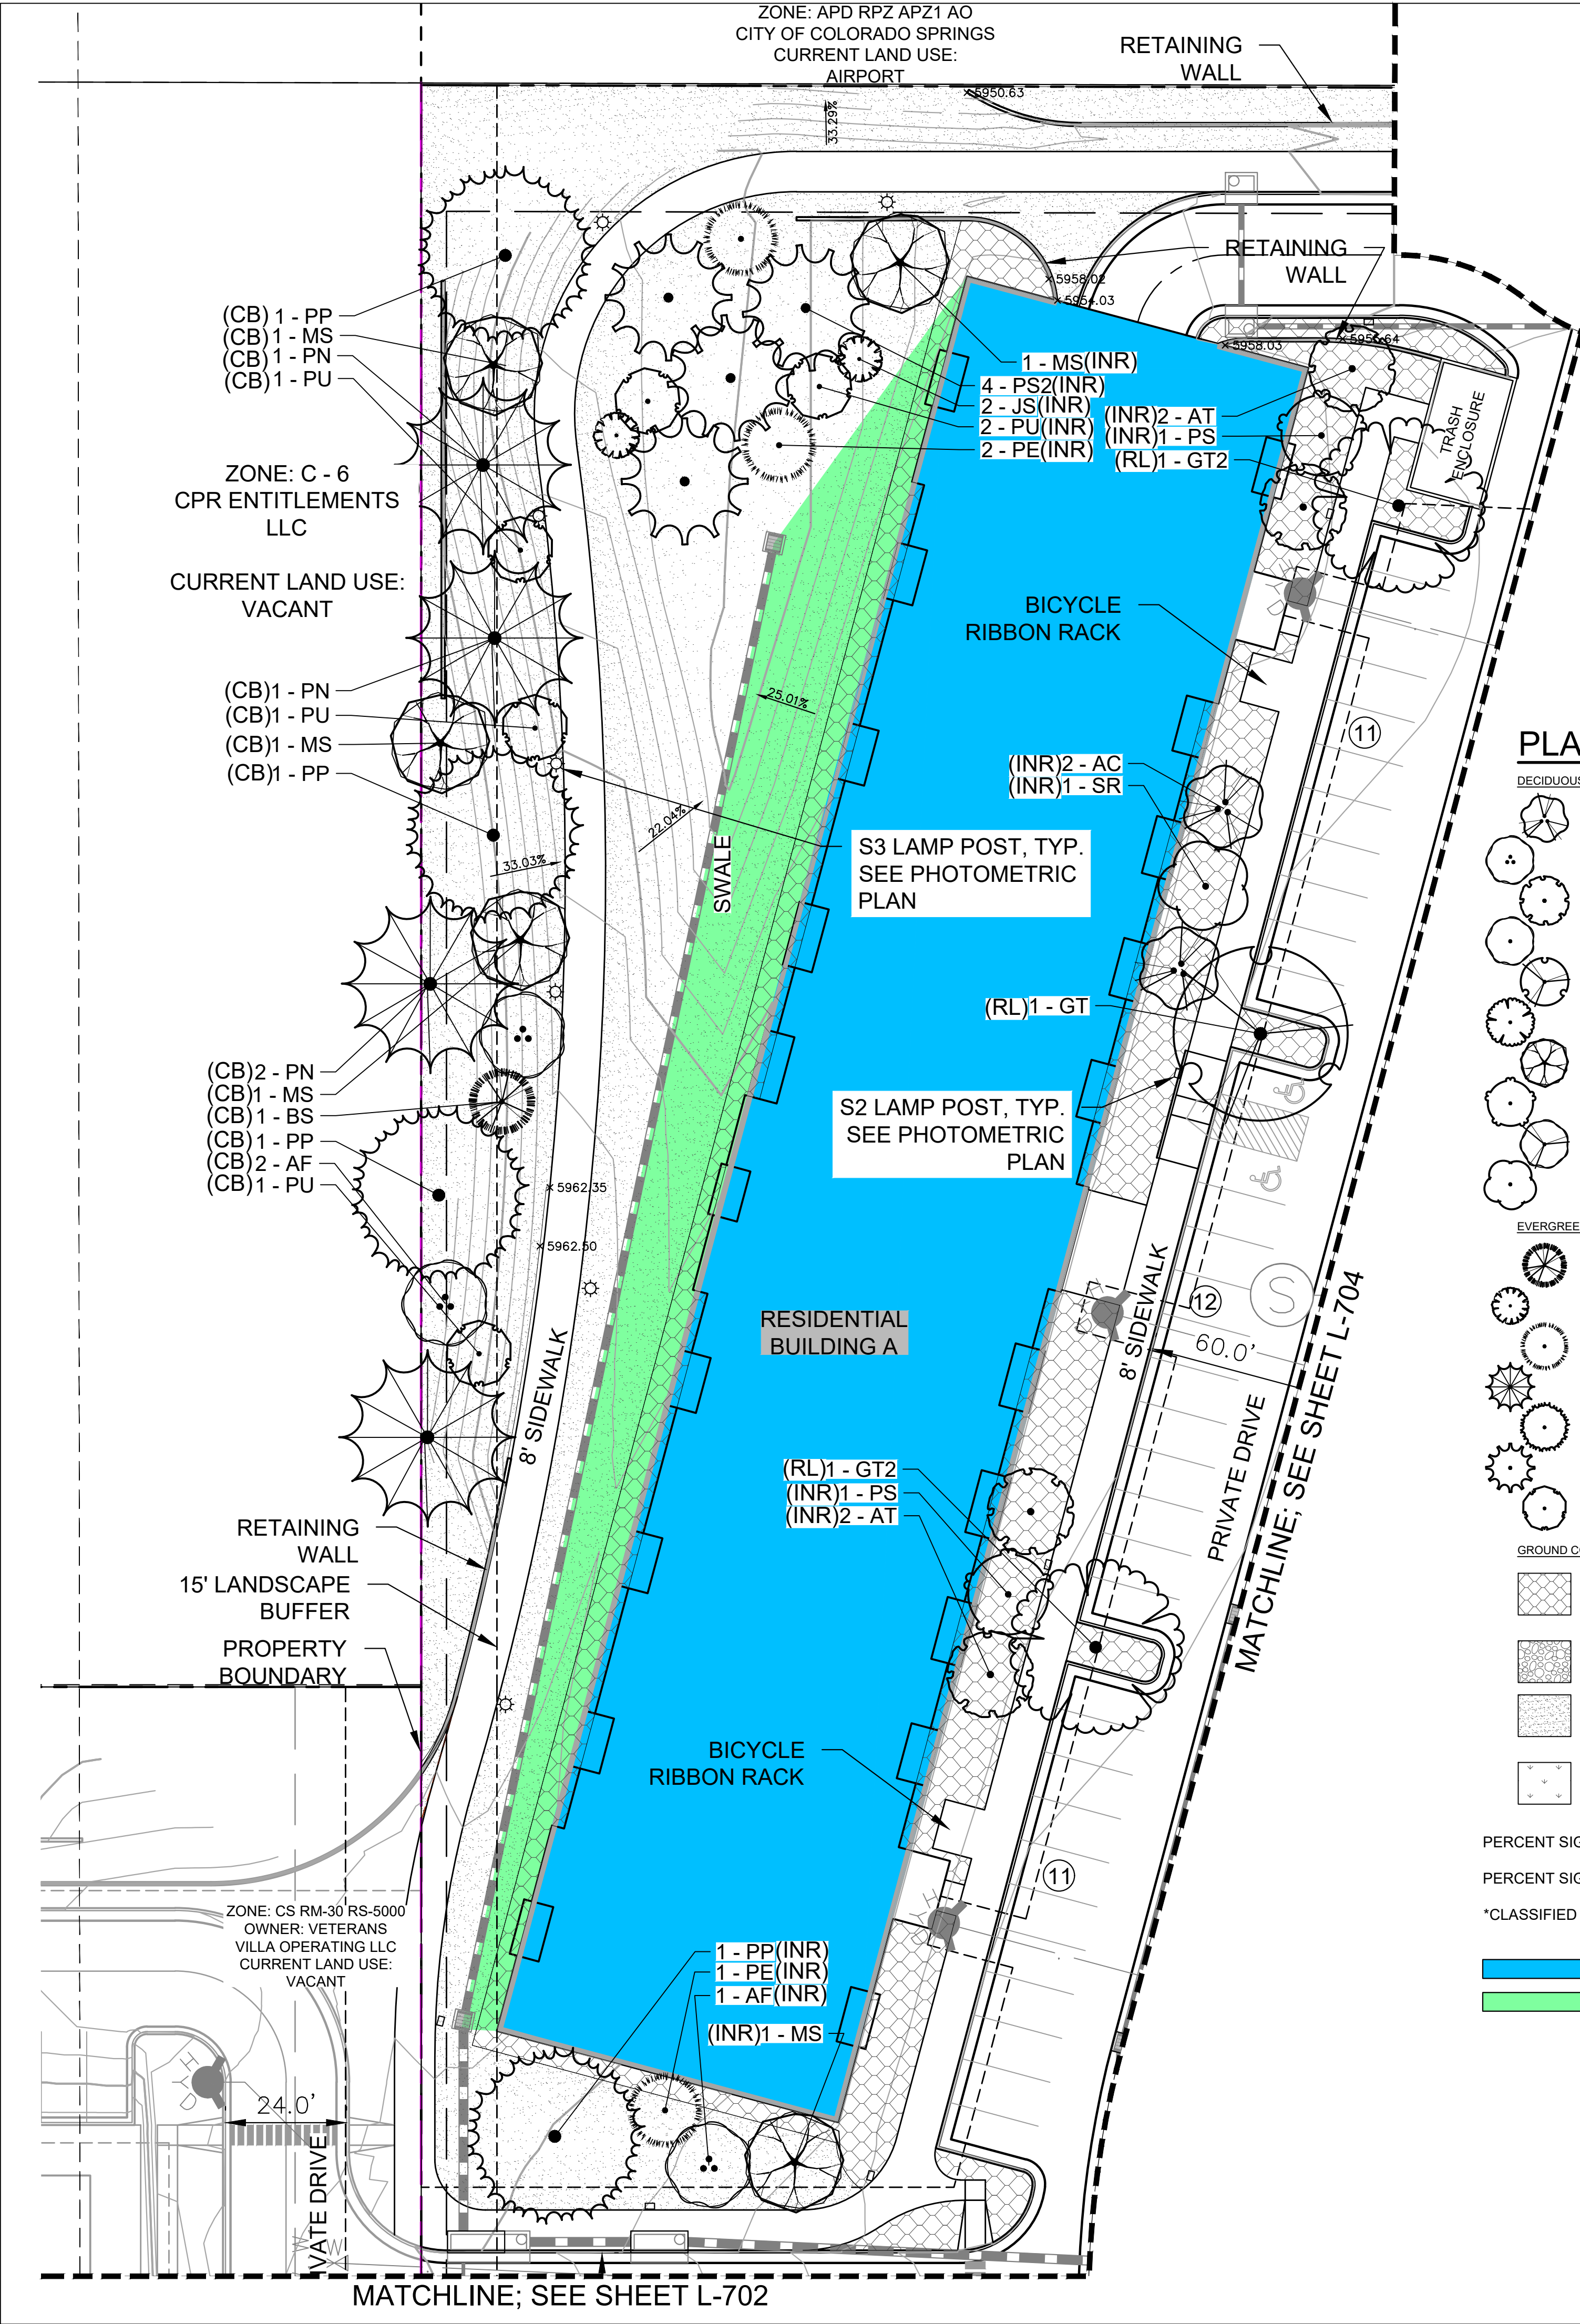 ZONE: APD RPZ APZ1 AO
CITY OF COLORADO SPRINGS
CURRENT LAND USE:
AIRPORT
RETAINING
WALL
5950.63
33.29%
RETAINING
WALL
5958.02
5954.03
5958.03
(CB) 1 - PP
(CB) 1 - MS
(CB) 1 - PN
(CB) 1 - PU
1 - MS(INR)
4 - PS2(INR)
2 - JS(INR)
2 - PU(INR)
2 - PE(INR)
(INR)2 - AT
(INR)1 - PS
(RL)1 - GT2
TRASH
ENCLOSURE
ZONE: C - 6
CPR ENTITLEMENTS
LLC
CURRENT LAND USE:
VACANT
BICYCLE
RIBBON RACK
(CB)1 - PN
(CB)1 - PU
(CB)1 - MS
(CB)1 - PP
25.01%
11
PLA
DECIDUOUS
(INR)2 - AC
(INR)1 - SR
22.04%
33.03%
SWALE
S3 LAMP POST, TYP.
SEE PHOTOMETRIC
PLAN
(RL)1 - GT
(CB)2 - PN
(CB)1 - MS
(CB)1 - BS
(CB)1 - PP
(CB)2 - AF
(CB)1 - PU
S2 LAMP POST, TYP.
SEE PHOTOMETRIC
PLAN
5962.35
5962.50
EVERGREE
8' SIDEWALK
12
S
60.0'
RESIDENTIAL
BUILDING A
8' SIDEWALK
PRIVATE DRIVE
MATCHLINE; SEE SHEET L-704
(RL)1 - GT2
(INR)1 - PS
(INR)2 - AT
RETAINING
WALL
15' LANDSCAPE
BUFFER
PROPERTY
BOUNDARY
GROUND CO
BICYCLE
RIBBON RACK
11
PERCENT SIG
PERCENT SIG
*CLASSIFIED
ZONE: CS RM-30 RS-5000
OWNER: VETERANS
VILLA OPERATING LLC
CURRENT LAND USE:
VACANT
1 - PP(INR)
1 - PE(INR)
1 - AF(INR)
(INR)1 - MS
24.0'
IVATE DRIVE
MATCHLINE; SEE SHEET L-702